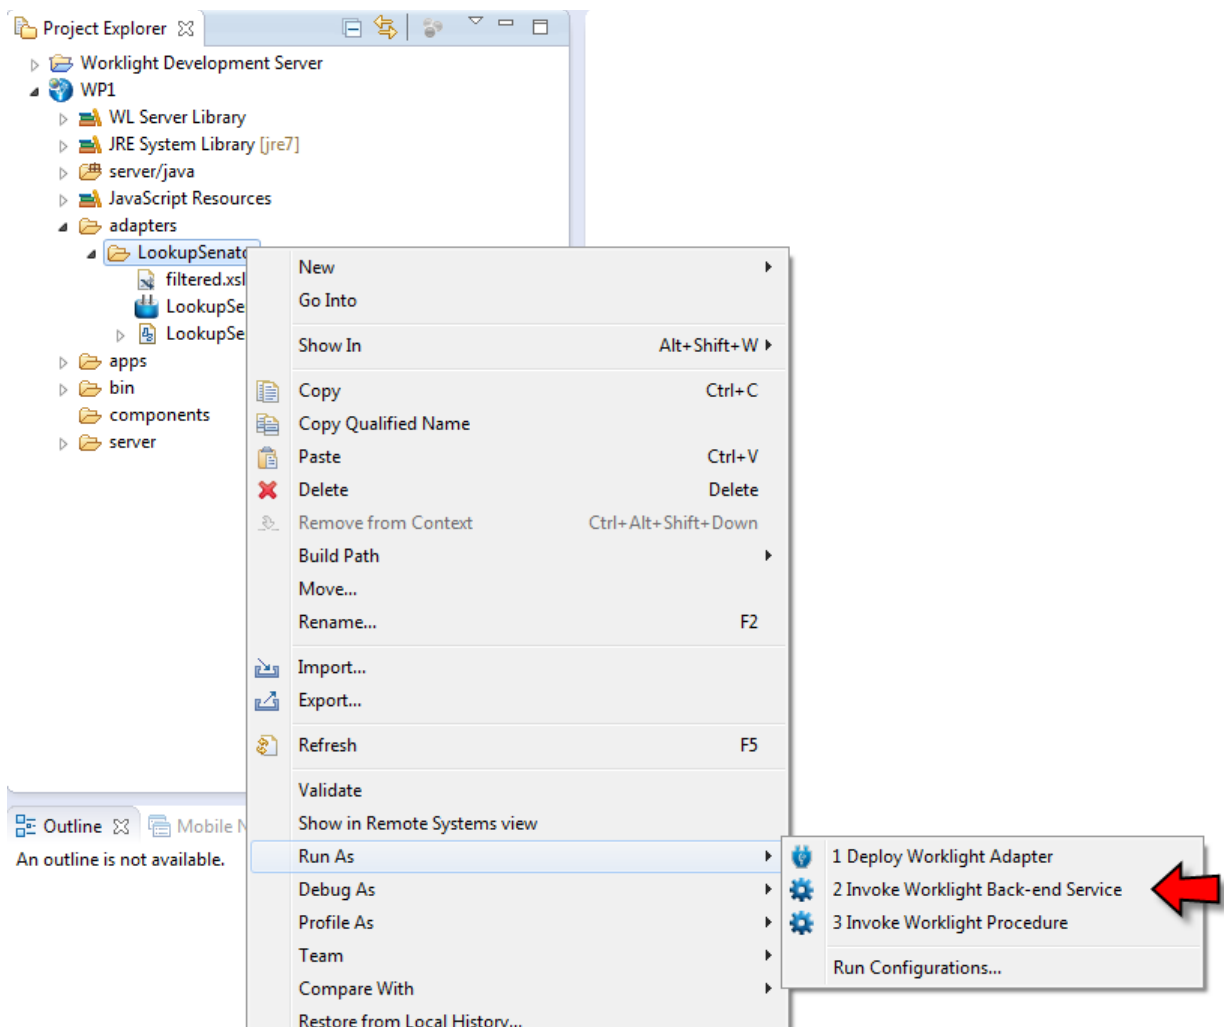 Project Explorer
Worklight Development Server
WP1
WL Server Library
JRE System Library [jre7]
server/java
JavaScript Resources
adapters
LookupSenato
filtered.xsl
LookupSe
LookupSe
apps
bin
components
server
New
Go Into
Show In Alt+Shift+W
Copy Ctrl+C
Copy Qualified Name
Paste Ctrl+V
Delete Delete
Remove from Context Ctrl+Alt+Shift+Down
Build Path
Move...
Rename... F2
Import...
Export...
Refresh F5
Validate
Show in Remote Systems view
Run As
Debug As
Profile As
Team
Compare With
Restore from Local History...
1 Deploy Worklight Adapter
2 Invoke Worklight Back-end Service
3 Invoke Worklight Procedure
Run Configurations...
Outline Mobile N
An outline is not available.